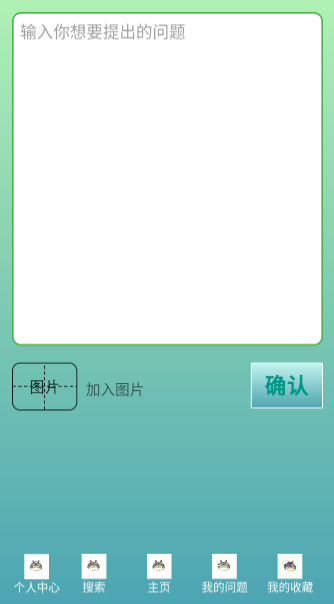 输入你想要提出的问题
图片
加入图片
确认
个人中心
搜索
主页
我的问题
我的收藏